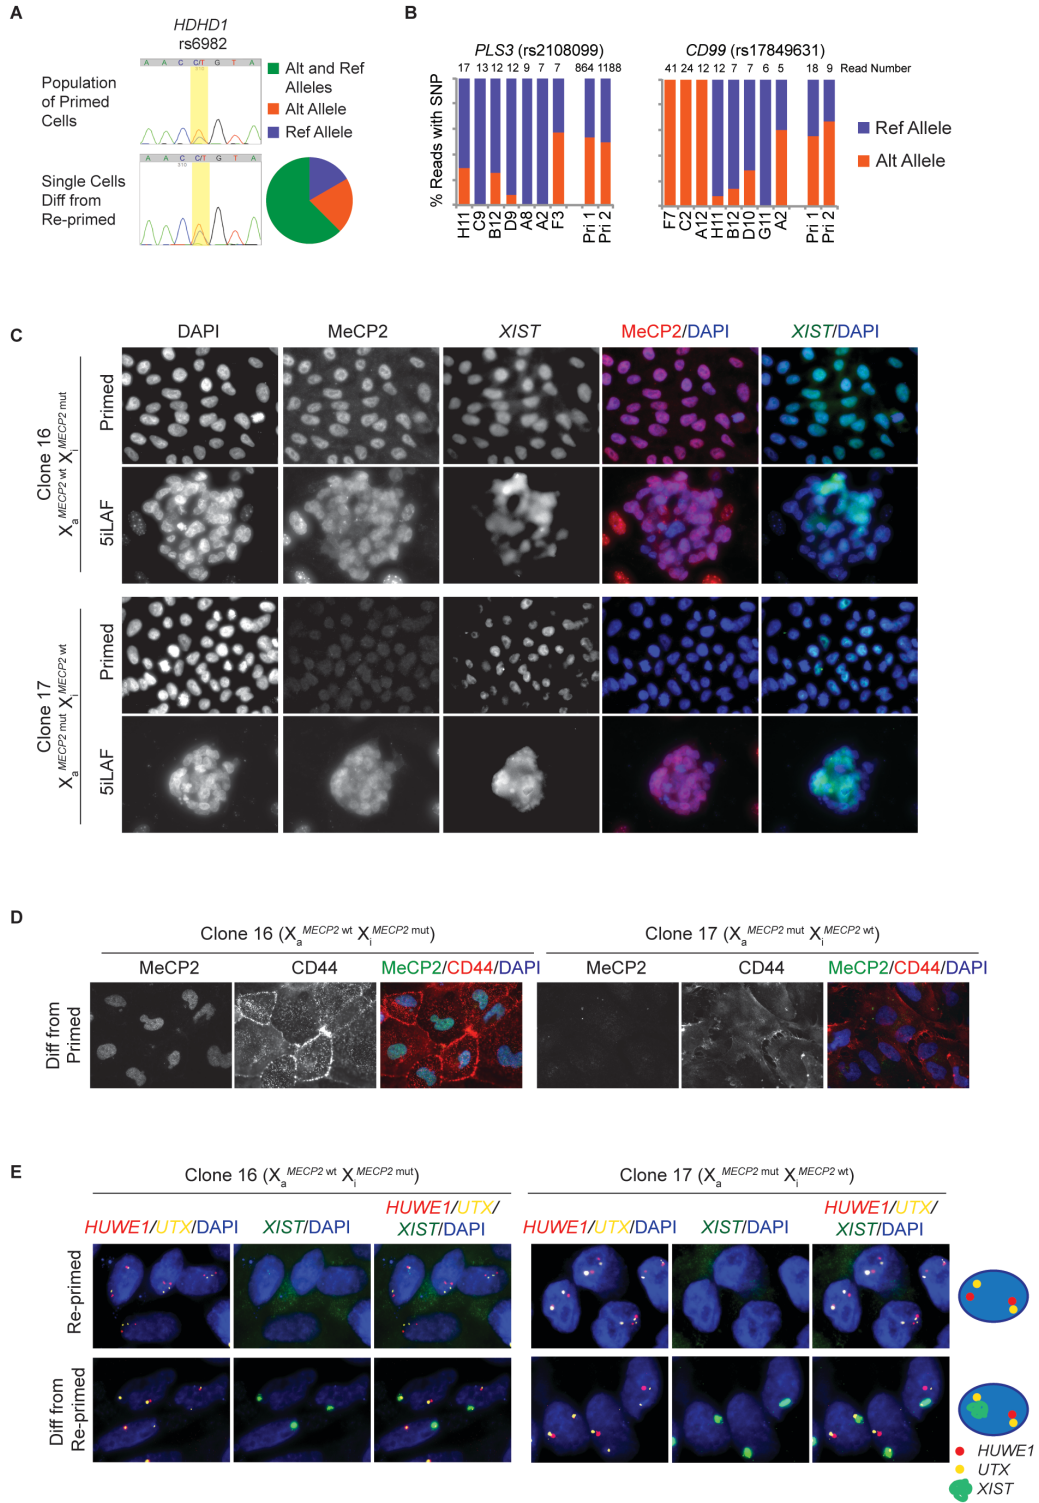 A
HDHD1
rs6982
Population
of Primed
Cells
A A C C/T G T A
310
Single Cells
Diff from
Re-primed
A A C C/T G T A
310
Alt and Ref
Alleles
Alt Allele
Ref Allele
B
PLS3 (rs2108099)
17 13 12 12 9 7 7 864 1188
% Reads with SNP
H11 C9 B12 D9 A8 A2 F3 Pri 1 Pri 2
CD99 (rs17849631)
41 24 12 12 7 7 6 5 18 9 Read Number
F7 C2 A12 H11 B12 D10 G11 A2 Pri 1 Pri 2
Ref Allele
Alt Allele
C
DAPI MeCP2 XIST MeCP2/DAPI XIST/DAPI
Clone 16
Xa MECP2 wt Xi MECP2 mut
Primed
5iLAF
Clone 17
Xa MECP2 mut Xi MECP2 wt
Primed
5iLAF
D
Clone 16 (Xa MECP2 wt Xi MECP2 mut) Clone 17 (Xa MECP2 mut Xi MECP2 wt)
MeCP2 CD44 MeCP2/CD44/DAPI MeCP2 CD44 MeCP2/CD44/DAPI
Diff from
Primed
E
Clone 16 (Xa MECP2 wt Xi MECP2 mut) Clone 17 (Xa MECP2 mut Xi MECP2 wt)
HUWE1/UTX/DAPI XIST/DAPI HUWE1/UTX/
XIST/DAPI
HUWE1/UTX/DAPI XIST/DAPI HUWE1/UTX/
XIST/DAPI
Re-primed
Diff from
Re-primed
HUWE1
UTX
XIST